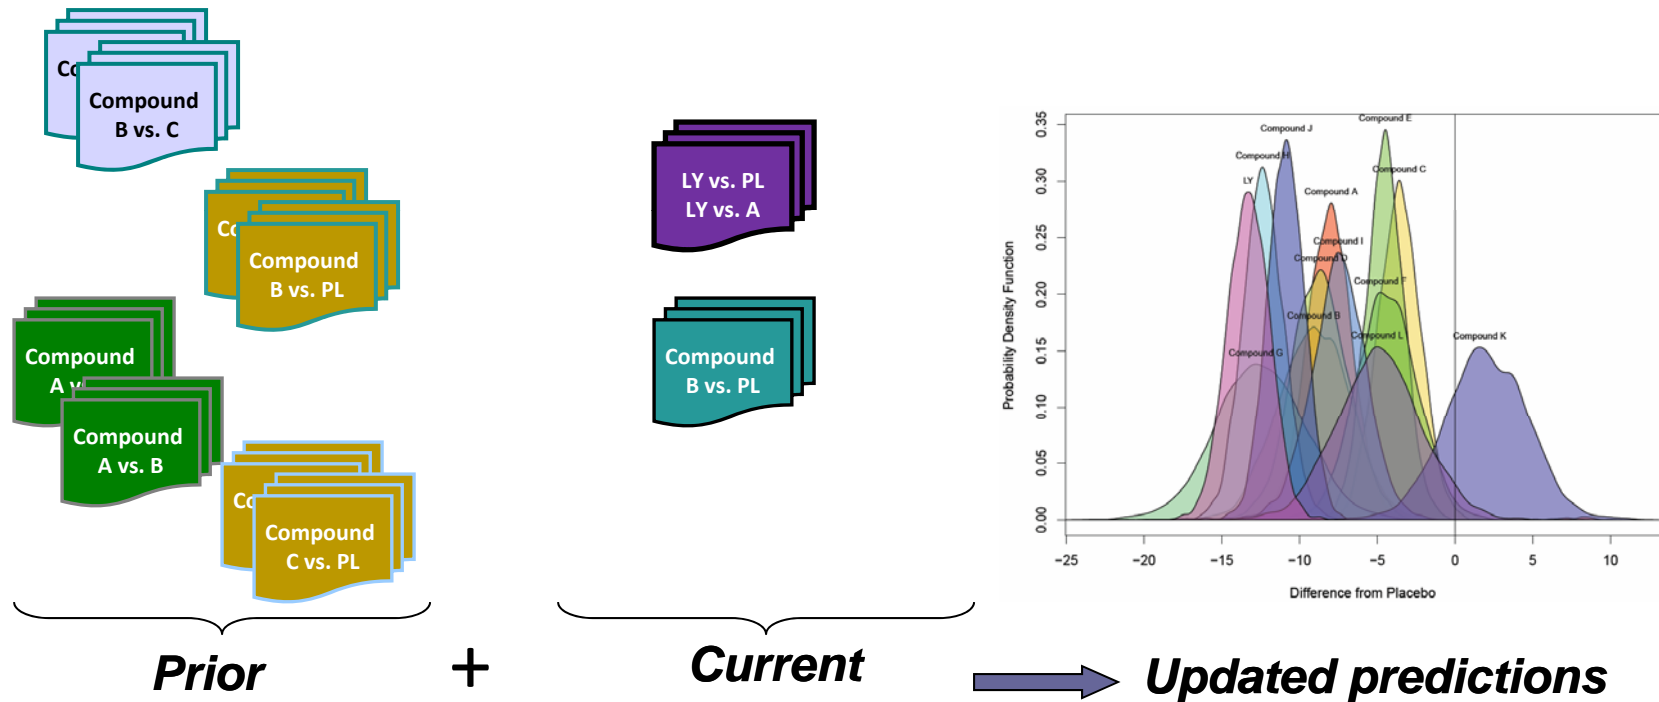 Co
Compound
B vs. C
Co
Compound
B vs. PL
Compound
A v
Compound
A vs. B
Co
Compound
C vs. PL
Prior
+
LY vs. PL
LY vs. A
Compound
B vs. PL
Current
Probability Density Function
0.35
0.30
0.25
0.20
0.15
0.10
0.05
0.00
Compound E
Compound J
Compound H
Compound C
LY
Compound A
Compound I
Compound D
Compound F
Compound B
Compound L
Compound K
Compound G
−25
−20
−15
−10
−5
0
5
10
Difference from Placebo
Updated predictions